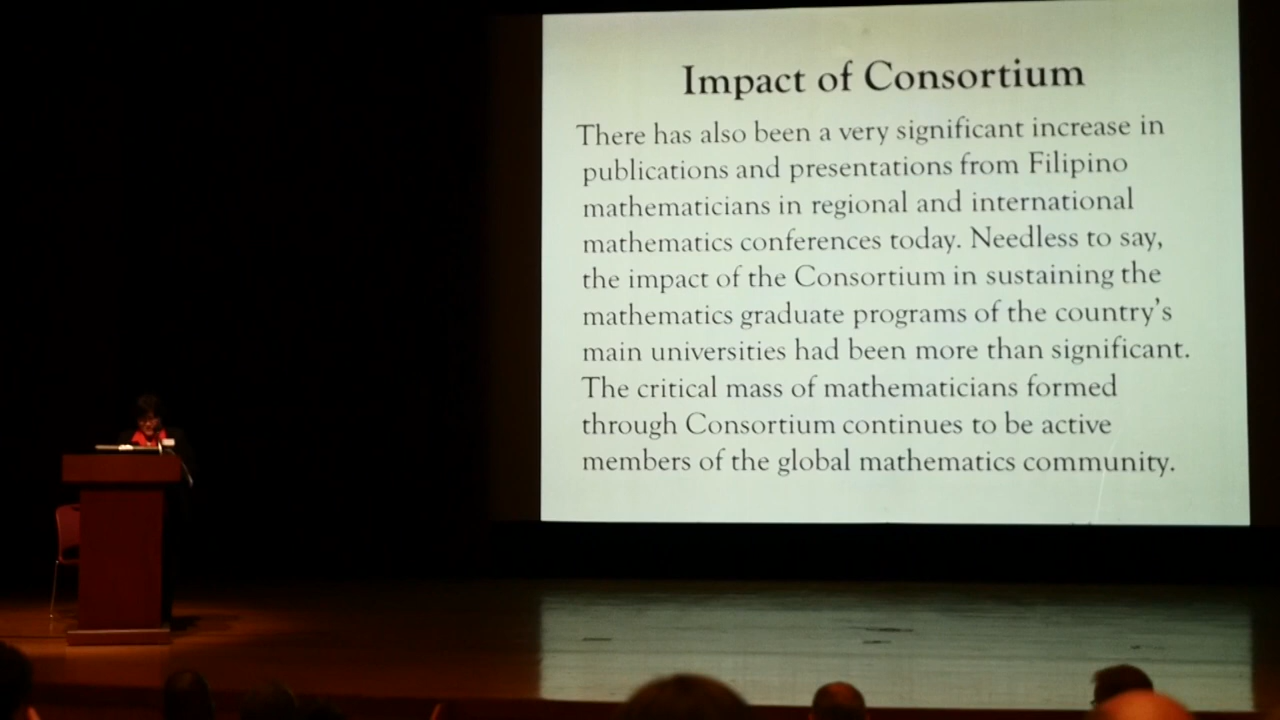 Impact of Consortium
There has also been a very significant increase in
publications and presentations from Filipino
mathematicians in regional and international
mathematics conferences today. Needless to say,
the impact of the Consortium in sustaining the
mathematics graduate programs of the country's
main universities had been more than significant.
The critical mass of mathematicians formed
through Consortium continues to be active
members of the global mathematics community.